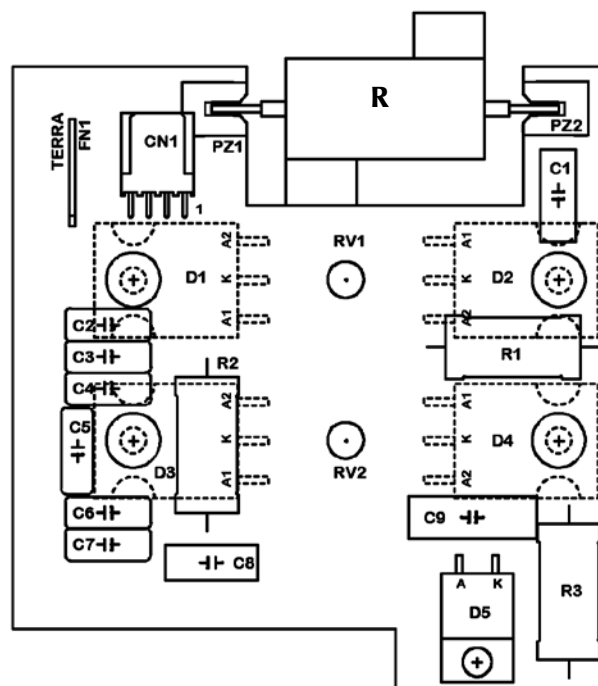 R
TERRA
FN1
CN1
PZ1
PZ2
C1
1
A2
D1
K
A1
RV1
A1
D2
K
A2
C2
C3
C4
R2
R1
A2
K
A1
C5
D3
RV2
A1
D4
K
A2
C6
C7
C8
C9
A
K
D5
R3